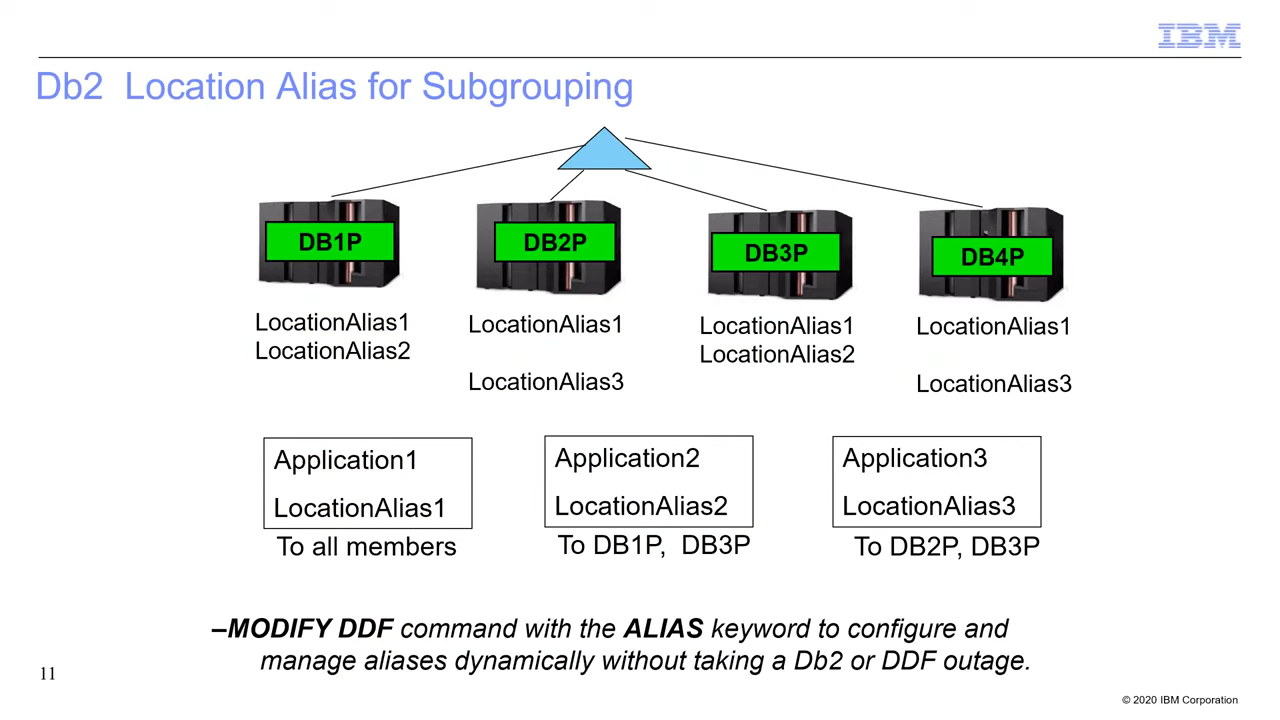 IBM
Db2 Location Alias for Subgrouping
DB1P
DB2P
DB3P
DB4P
LocationAlias1
LocationAlias2
LocationAlias1
LocationAlias3
LocationAlias1
LocationAlias2
LocationAlias1
LocationAlias3
Application1
LocationAlias1
To all members
Application2
LocationAlias2
To DB1P, DB3P
Application3
LocationAlias3
To DB2P, DB3P
–MODIFY DDF command with the ALIAS keyword to configure and
manage aliases dynamically without taking a Db2 or DDF outage.
11
© 2020 IBM Corporation